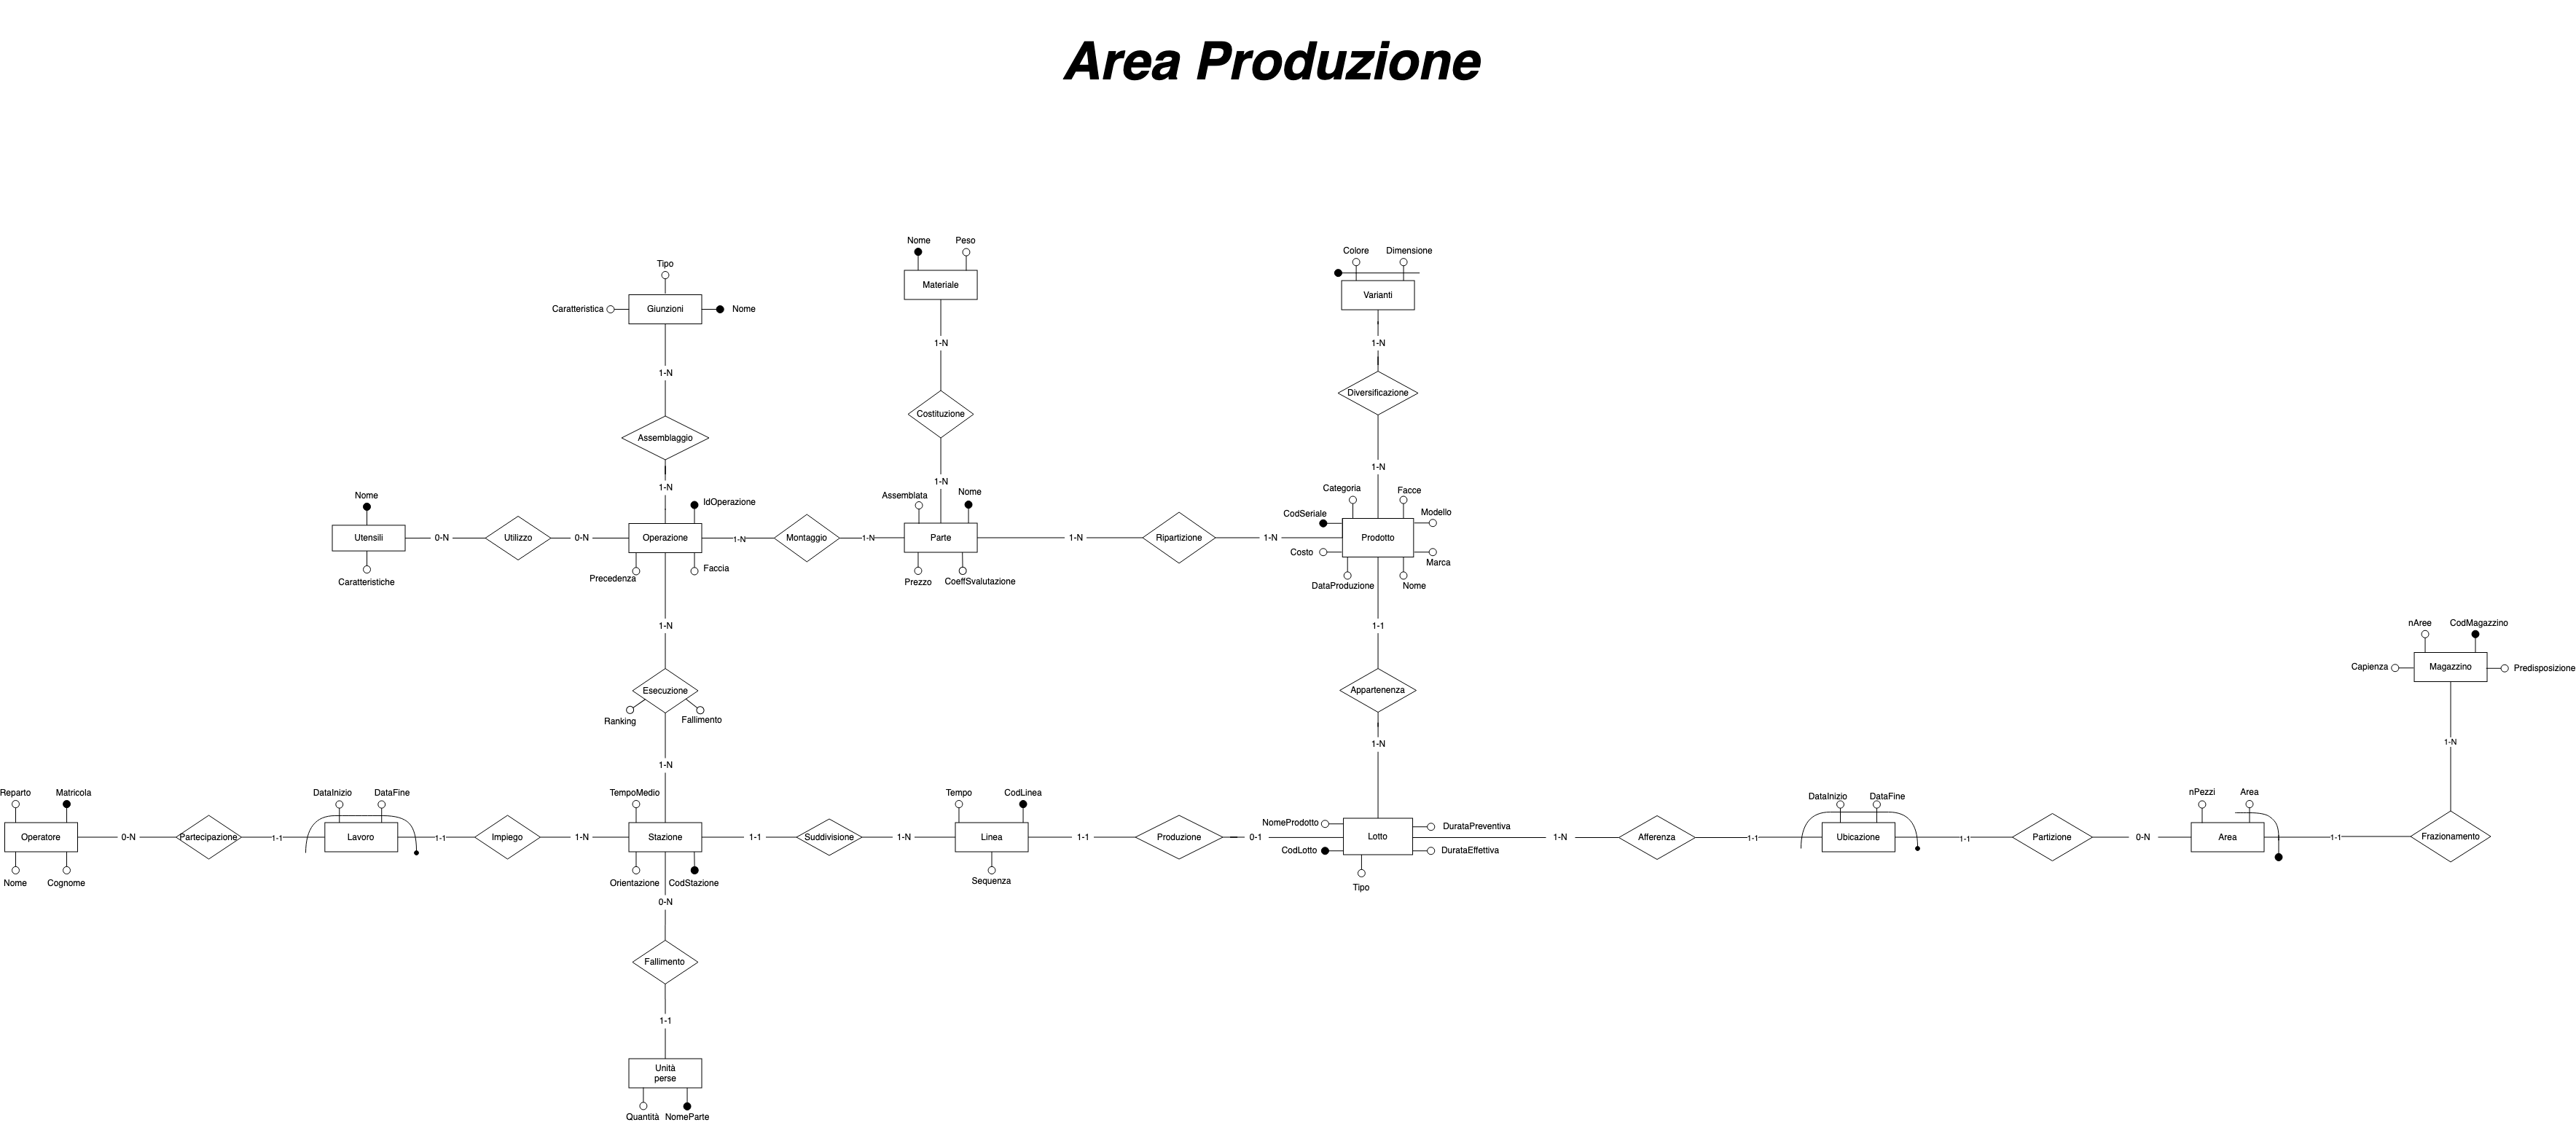 Area Produzione
Nome
Peso
Materiale
Colore
Dimensione
Varianti
Tipo
Caratteristica
Giunzioni
Nome
1-N
1-N
1-N
Diversificazione
Costituzione
Assemblaggio
1-N
1-N
1-N
Nome
IdOperazione
Assemblata
Nome
Categoria
Facce
CodSeriale
Modello
Utensili
0-N
Utilizzo
0-N
Operazione
1-N
Montaggio
1-N
Parte
1-N
Ripartizione
1-N
Prodotto
Costo
Marca
Caratteristiche
Precedenza
Faccia
Prezzo
CoeffSvalutazione
DataProduzione
Nome
1-N
1-1
nAree
CodMagazzino
Capienza
Magazzino
Predisposizione
Esecuzione
Appartenenza
Ranking
Fallimento
1-N
1-N
1-N
Reparto
Matricola
DataInizio
DataFine
TempoMedio
Tempo
CodLinea
DataInizio
DataFine
nPezzi
Area
NomeProdotto
DurataPreventiva
Operatore
0-N
Partecipazione
1-1
Lavoro
1-1
Impiego
1-N
Stazione
1-1
Suddivisione
1-N
Linea
1-1
Produzione
0-1
Lotto
1-N
Afferenza
1-1
Ubicazione
1-1
Partizione
0-N
Area
1-1
Frazionamento
CodLotto
DurataEffettiva
Nome
Cognome
Orientazione
CodStazione
Sequenza
Tipo
0-N
Fallimento
1-1
Unità
perse
Quantità
NomeParte